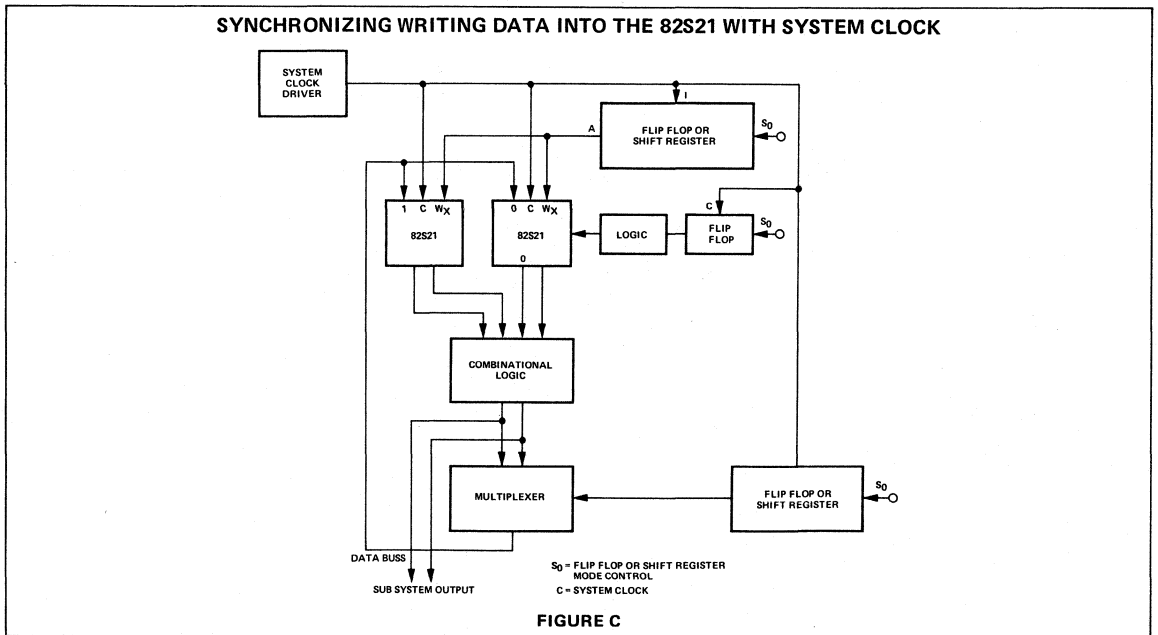 SYNCHRONIZING WRITING DATA INTO THE 82S21 WITH SYSTEM CLOCK
SYSTEM
CLOCK
DRIVER
I
FLIP FLOP OR
SHIFT REGISTER
S0
A
1 C WX
82S21
0 C WX
82S21
0
LOGIC
C
FLIP
FLOP
S0
COMBINATIONAL
LOGIC
MULTIPLEXER
FLIP FLOP OR
SHIFT REGISTER
S0
DATA BUSS
SUB SYSTEM OUTPUT
S0 = FLIP FLOP OR SHIFT REGISTER
MODE CONTROL
C = SYSTEM CLOCK
FIGURE C